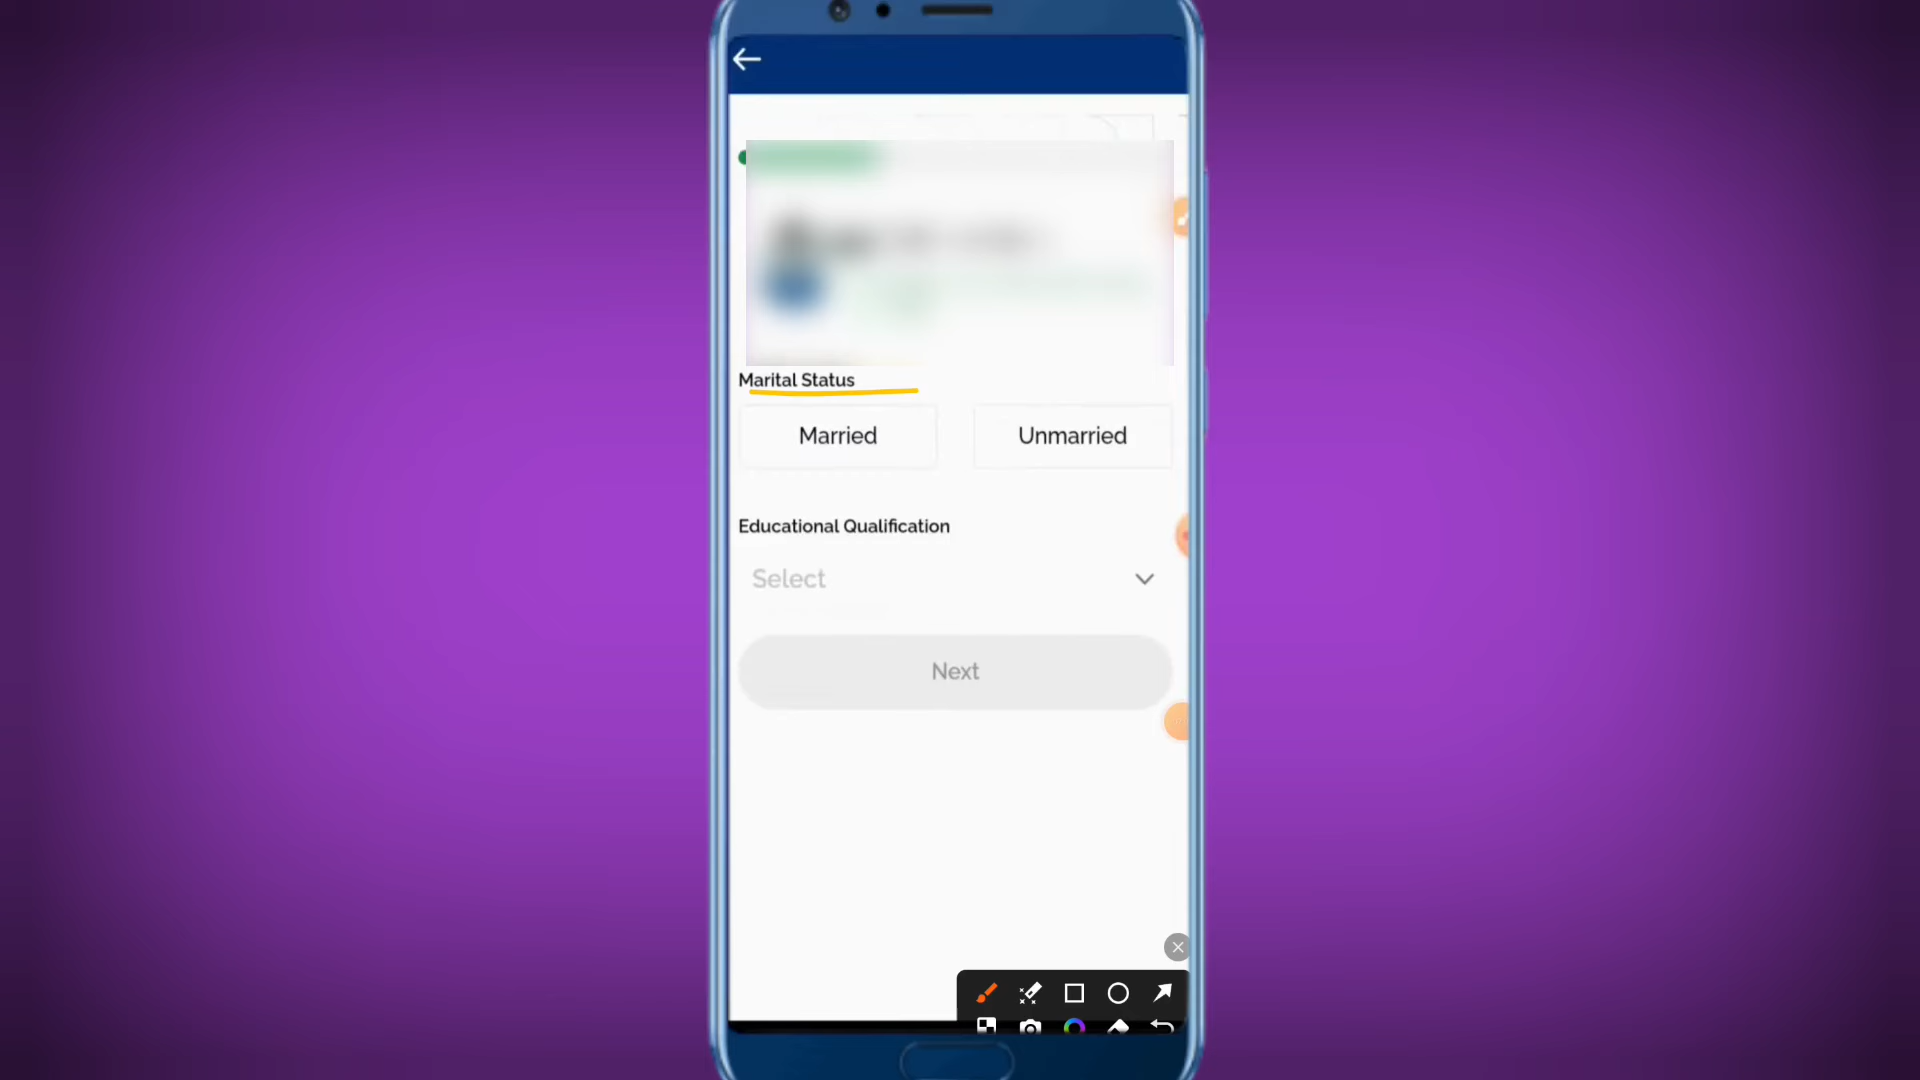 Marital Status
Married Unmarried
Educational Qualification
Select
Next